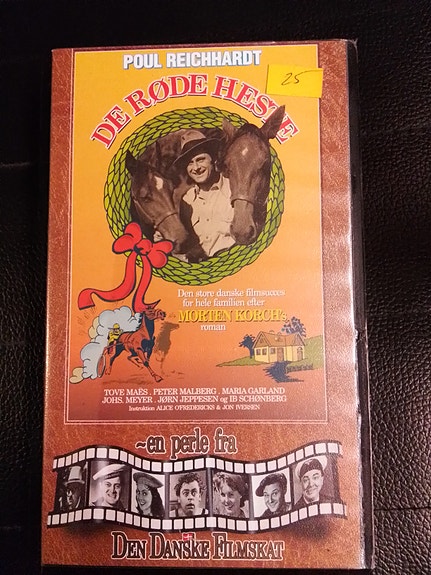 POUL REICHHARDT
25
DE RØDE HESTE
Den store danske filmsucces
for hele familien efter
MORTEN KORCH's
roman
TOVE MAËS . PETER MALBERG . MARIA GARLAND
JOHS. MEYER . JØRN JEPPESEN og IB SCHØNBERG
Instruktion ALICE O'FREDERICKS & JON IVERSEN
~en perle fra
DEN DANSKE FILMSKAT